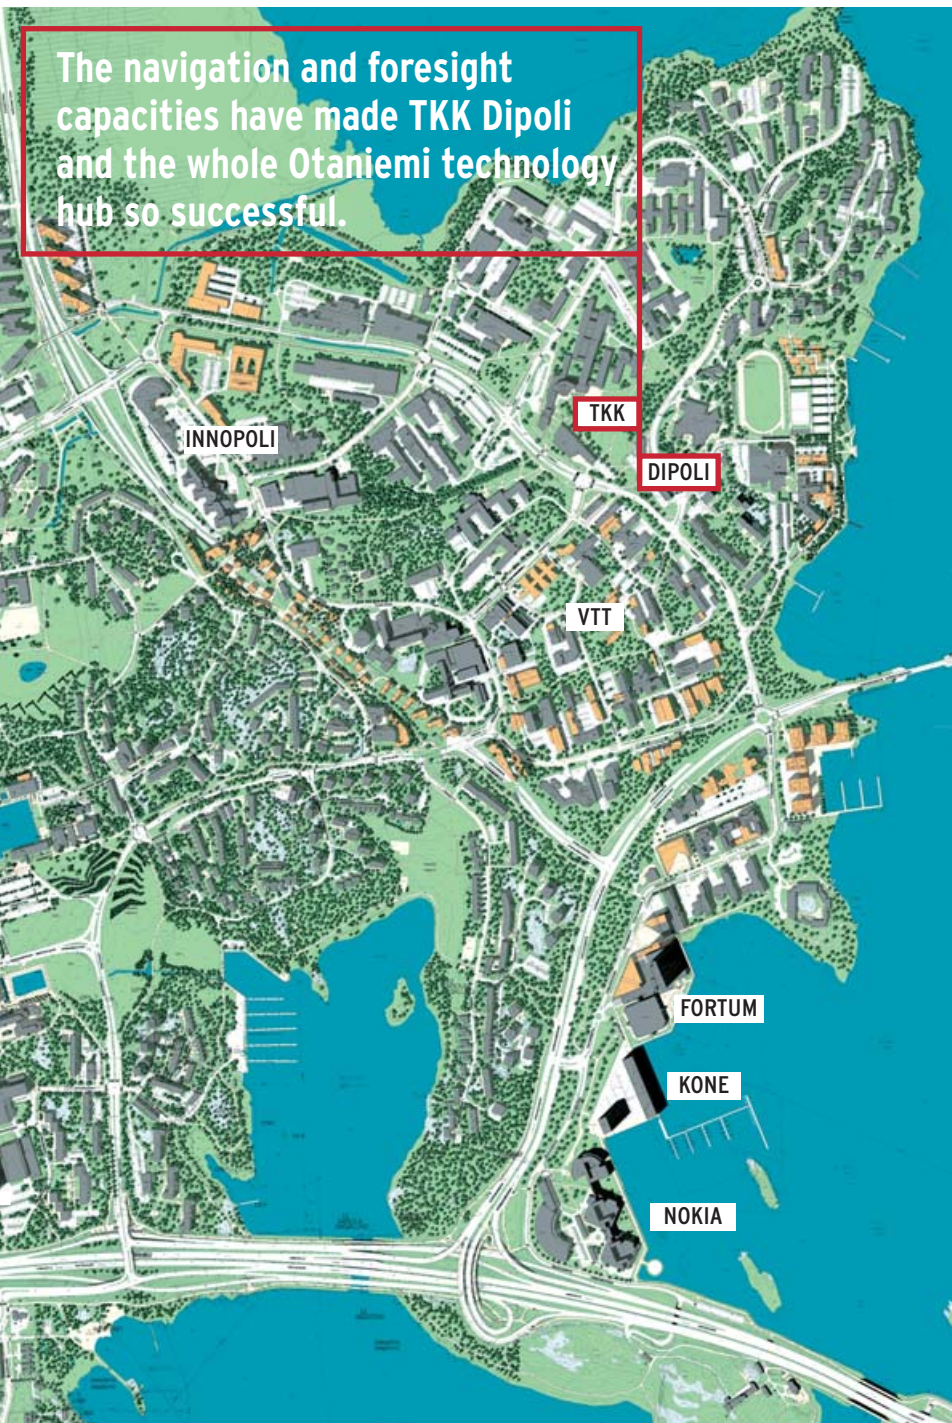 The navigation and foresight
capacities have made TKK Dipoli
and the whole Otaniemi technology
hub so successful.
TKK
INNOPOLI
DIPOLI
VTT
FORTUM
KONE
NOKIA